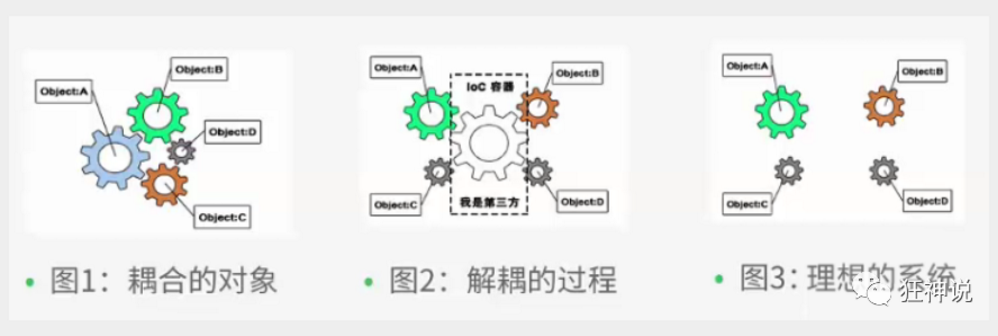 Object:A
Object:B
Object:D
Object:C
• 图1：耦合的对象
Object:A
IoC 容器
Object:B
Object:C
我是第三方
Object:D
• 图2：解耦的过程
Object:A
Object:B
Object:C
Object:D
• 图3：理想的系统
狂神说